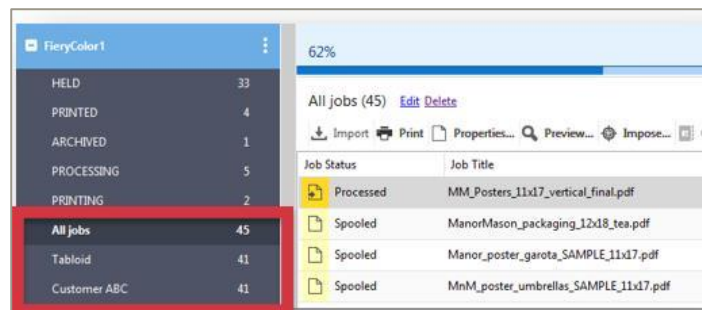 FieryColor1
HELD 33
PRINTED 4
ARCHIVED 1
PROCESSING 5
PRINTING 2
All jobs 45
Tabloid 41
Customer ABC 41
62%
All jobs (45) Edit Delete
Import Print Properties... Preview... Impose...
Job Status Job Title
Processed MM_Posters_11x17_vertical_final.pdf
Spooled ManorMason_packaging_12x18_tea.pdf
Spooled Manor_poster_garota_SAMPLE_11x17.pdf
Spooled MnM_poster_umbrellas_SAMPLE_11x17.pdf